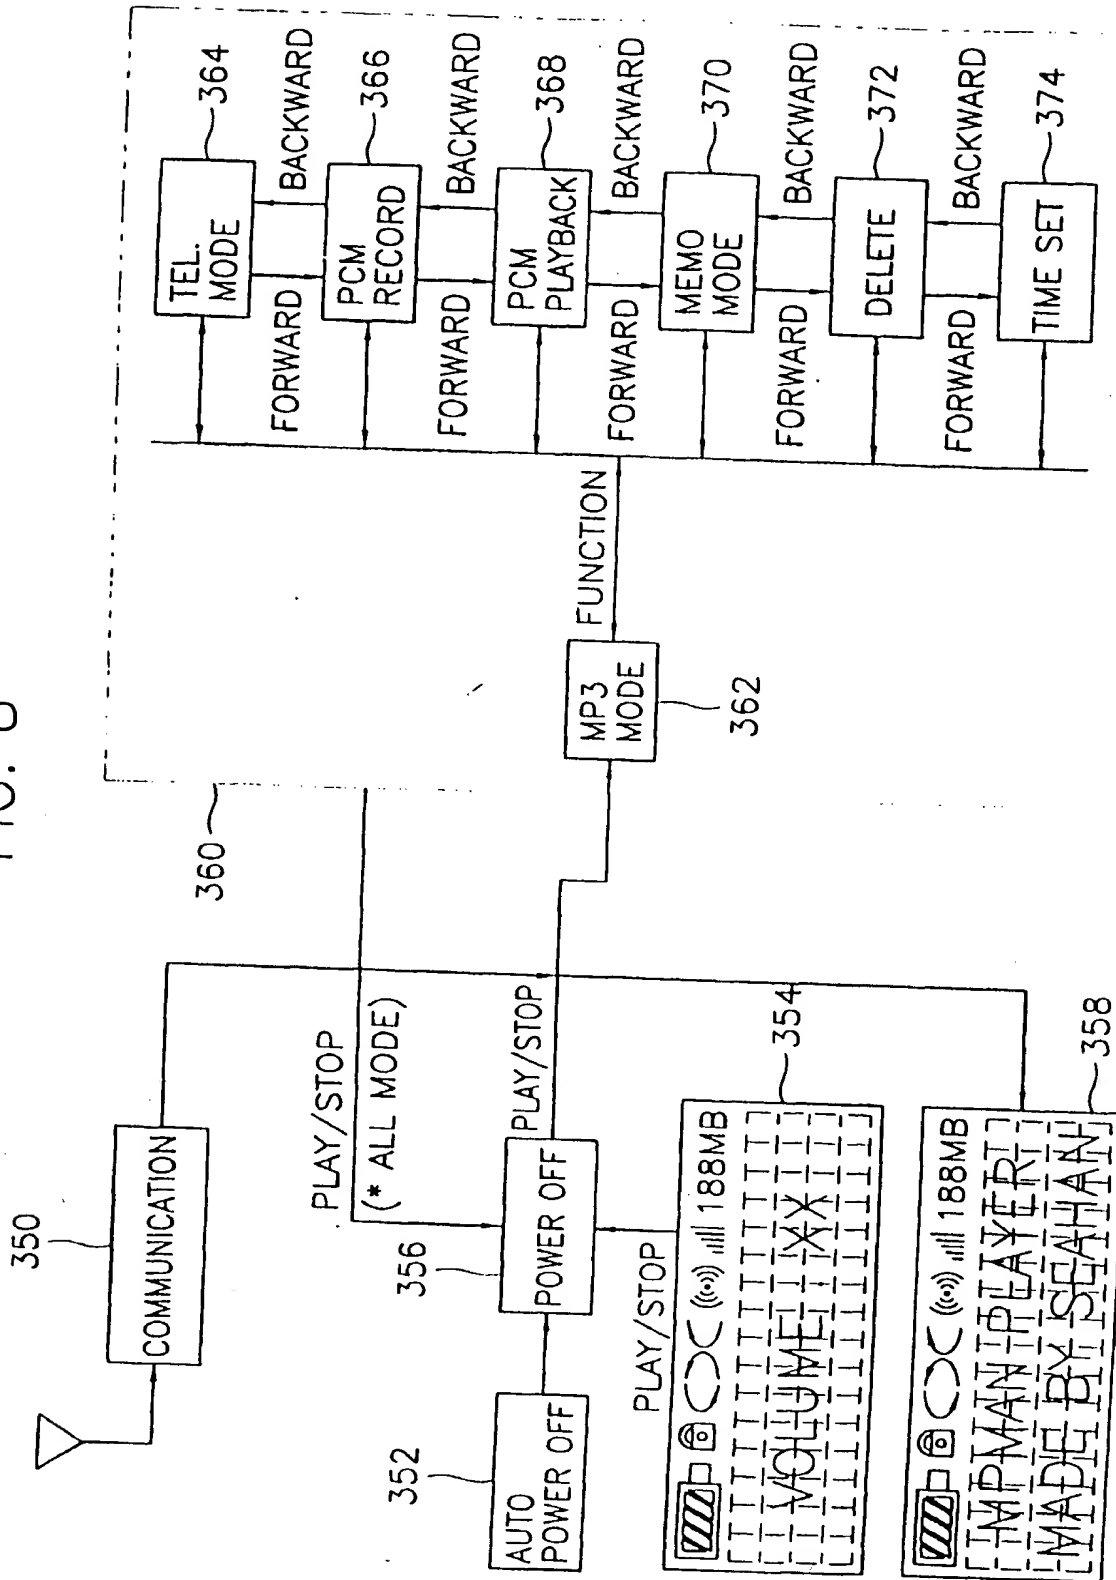 FIG.
350
COMMUNICATION
360
364
TEL.
MODE
BACKWARD
FORWARD
366
PCM
RECORD
BACKWARD
FORWARD
368
PCM
PLAYBACK
BACKWARD
FORWARD
370
MEMO
MODE
BACKWARD
FORWARD
372
DELETE
BACKWARD
FORWARD
374
TIME SET
PLAY/STOP
(* ALL MODE)
352
AUTO
POWER OFF
356
POWER OFF
PLAY/STOP
MP3
MODE
362
FUNCTION
PLAY/STOP
354
188MB
VOLUME XX
358
188MB
MPMAN PLAYER
MADE BY SEAHAN